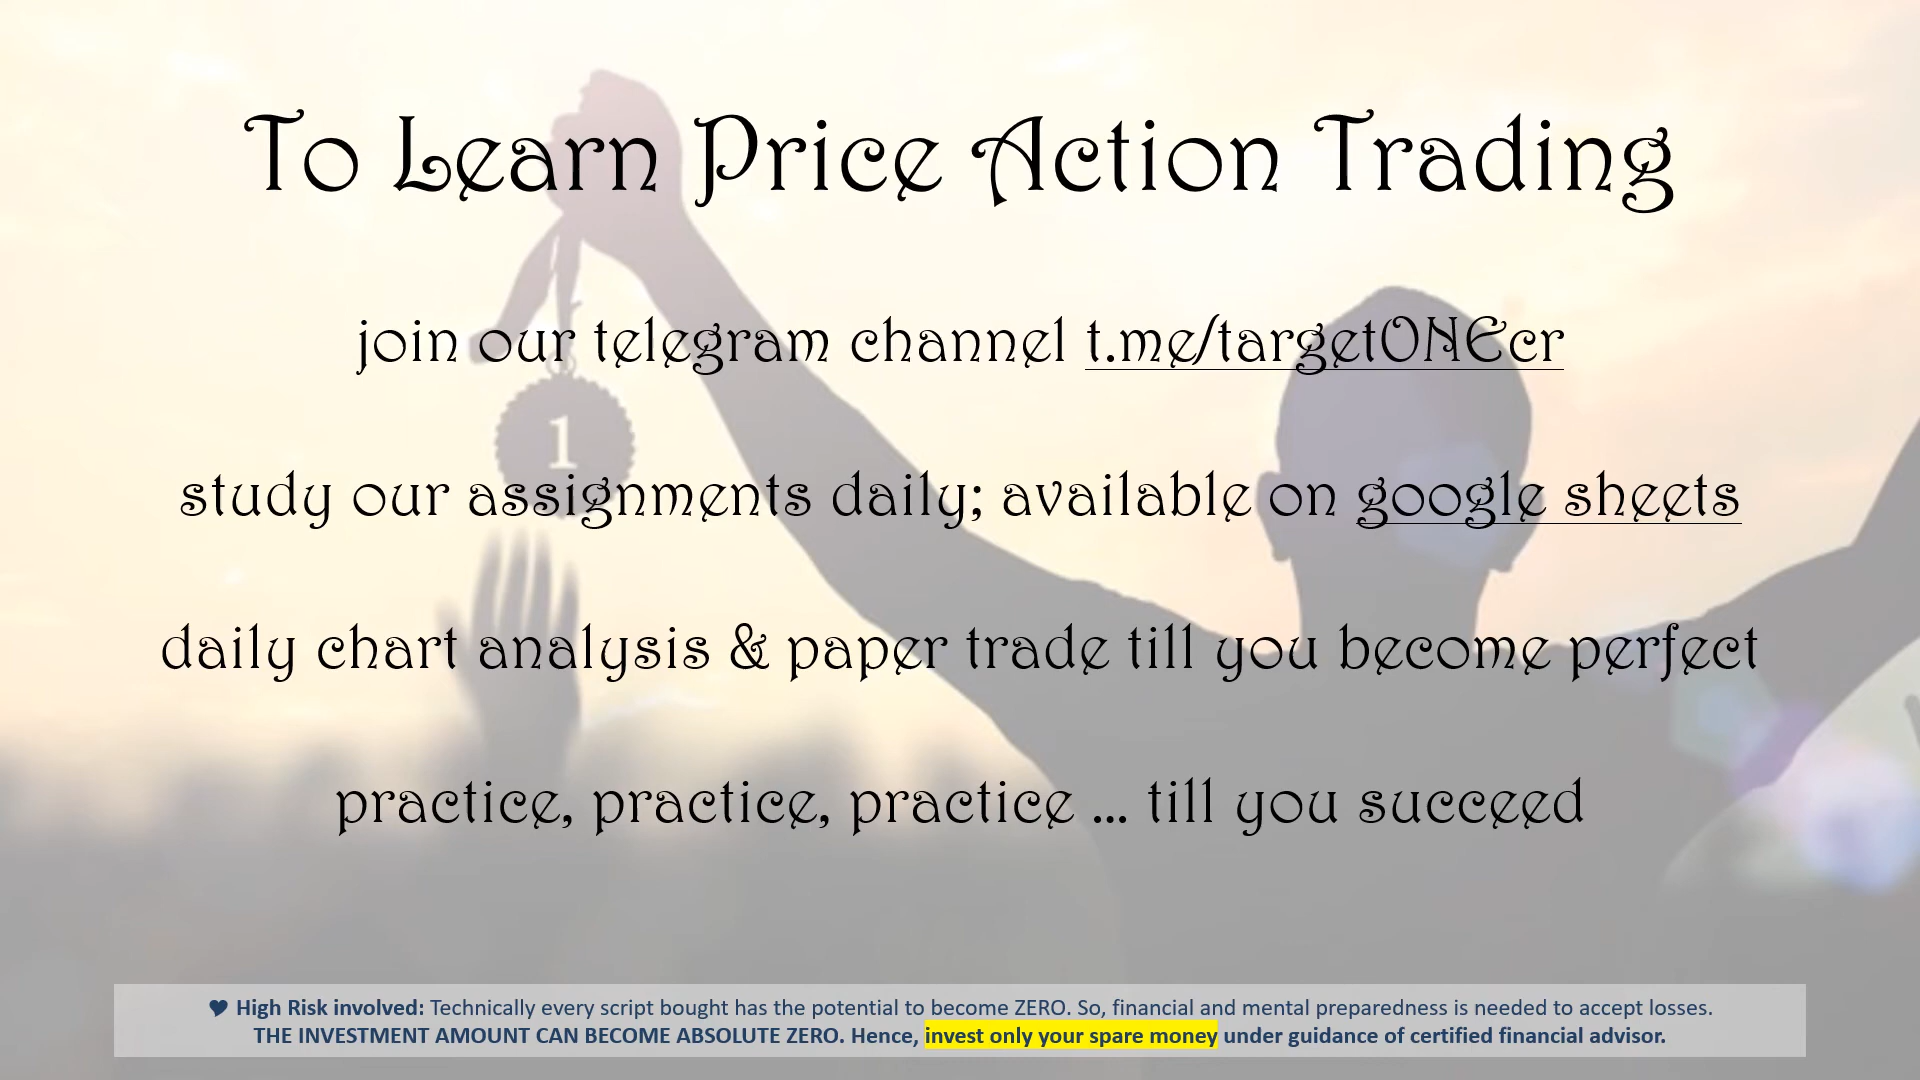 To Learn Price Action Trading
join our telegram channel t.me/targetONEcr
1
study our assignments daily; available on google sheets
daily chart analysis & paper trade till you become perfect
practice, practice, practice ... till you succeed
♥ High Risk involved: Technically every script bought has the potential to become ZERO. So, financial and mental preparedness is needed to accept losses.
THE INVESTMENT AMOUNT CAN BECOME ABSOLUTE ZERO. Hence, invest only your spare money under guidance of certified financial advisor.